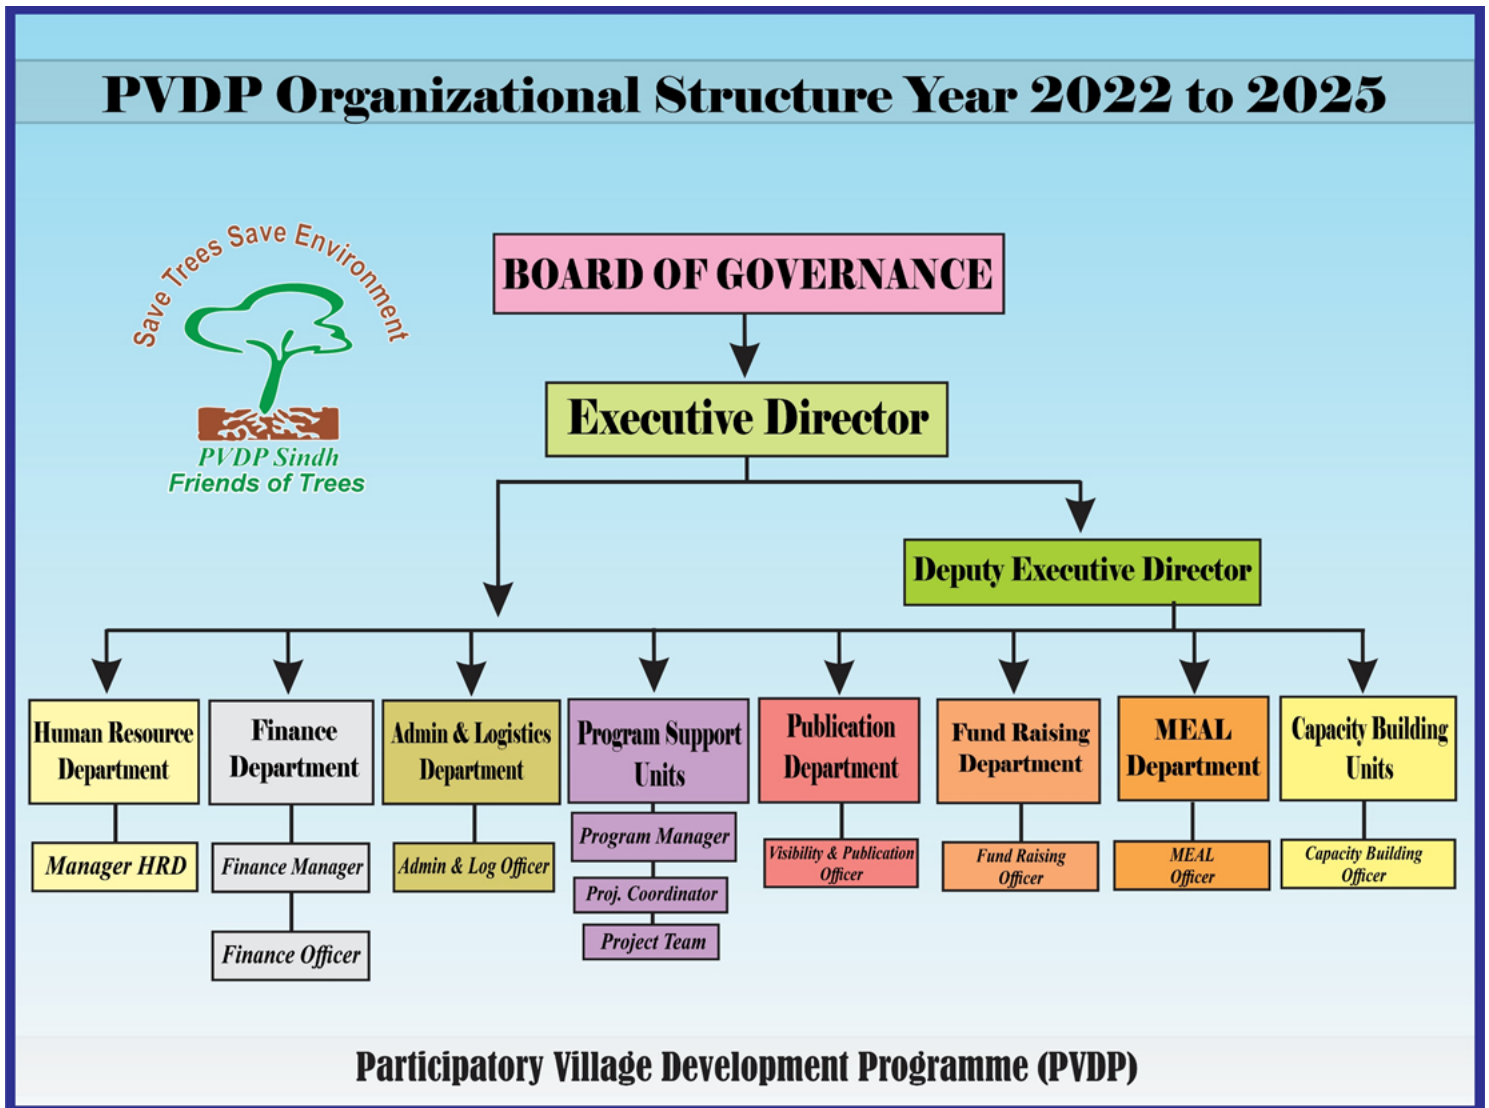 PVDP Organizational Structure Year 2022 to 2025
Save Trees Save Environment
PVDP Sindh
Friends of Trees
BOARD OF GOVERNANCE
Executive Director
Deputy Executive Director
Human Resource
Department
Manager HRD
Finance
Department
Finance Manager
Finance Officer
Admin & Logistics
Department
Admin & Log Officer
Program Support
Units
Program Manager
Proj. Coordinator
Project Team
Publication
Department
Visibility & Publication
Officer
Fund Raising
Department
Fund Raising
Officer
MEAL
Department
MEAL
Officer
Capacity Building
Units
Capacity Building
Officer
Participatory Village Development Programme (PVDP)